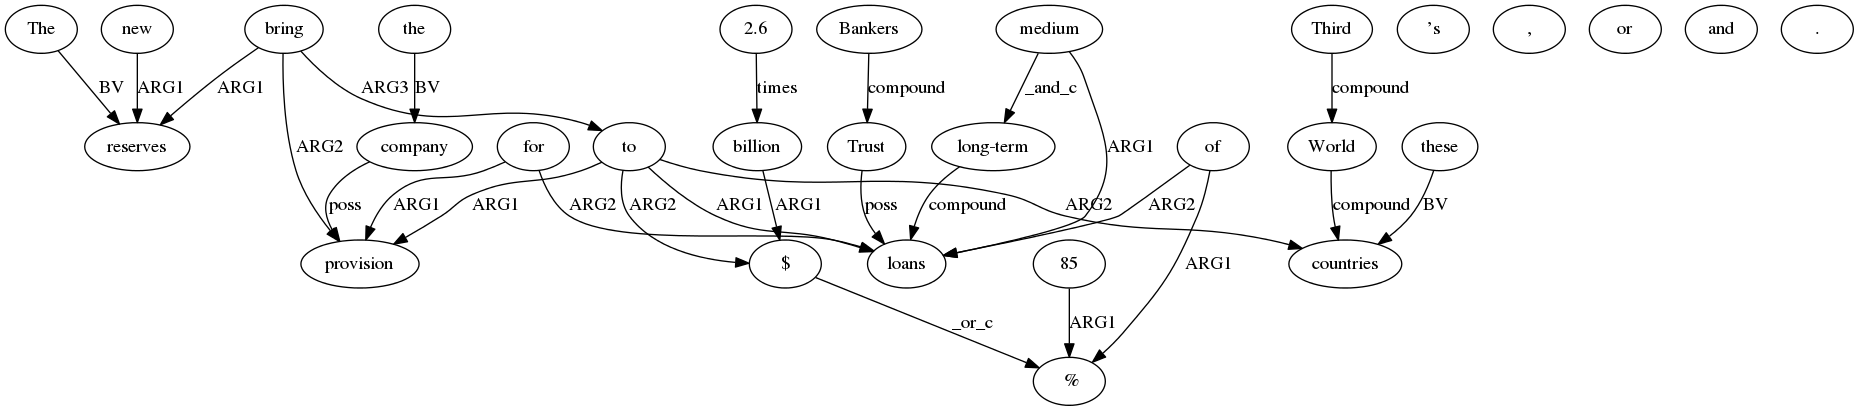 The new bring the 2.6 Bankers medium Third 's , or and .
BV ARG1 ARG1 ARG3 BV times compound _and_c compound
reserves company for to billion Trust long-term of World these
ARG2 ARG1
poss ARG1 ARG1 ARG2 ARG2 ARG1 ARG1 poss compound ARG2 ARG2 compound BV
provision $ loans 85 countries
ARG1
_or_c ARG1
%